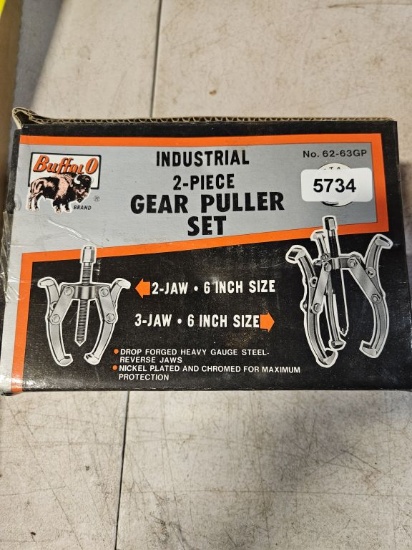 Buffalo
BRAND
®
INDUSTRIAL
2-PIECE
GEAR PULLER
SET
No. 62-63GP
5734
2-JAW • 6 INCH SIZE
3-JAW • 6 INCH SIZE
• DROP FORGED HEAVY GAUGE STEEL-
REVERSE JAWS
• NICKEL PLATED AND CHROMED FOR MAXIMUM
PROTECTION